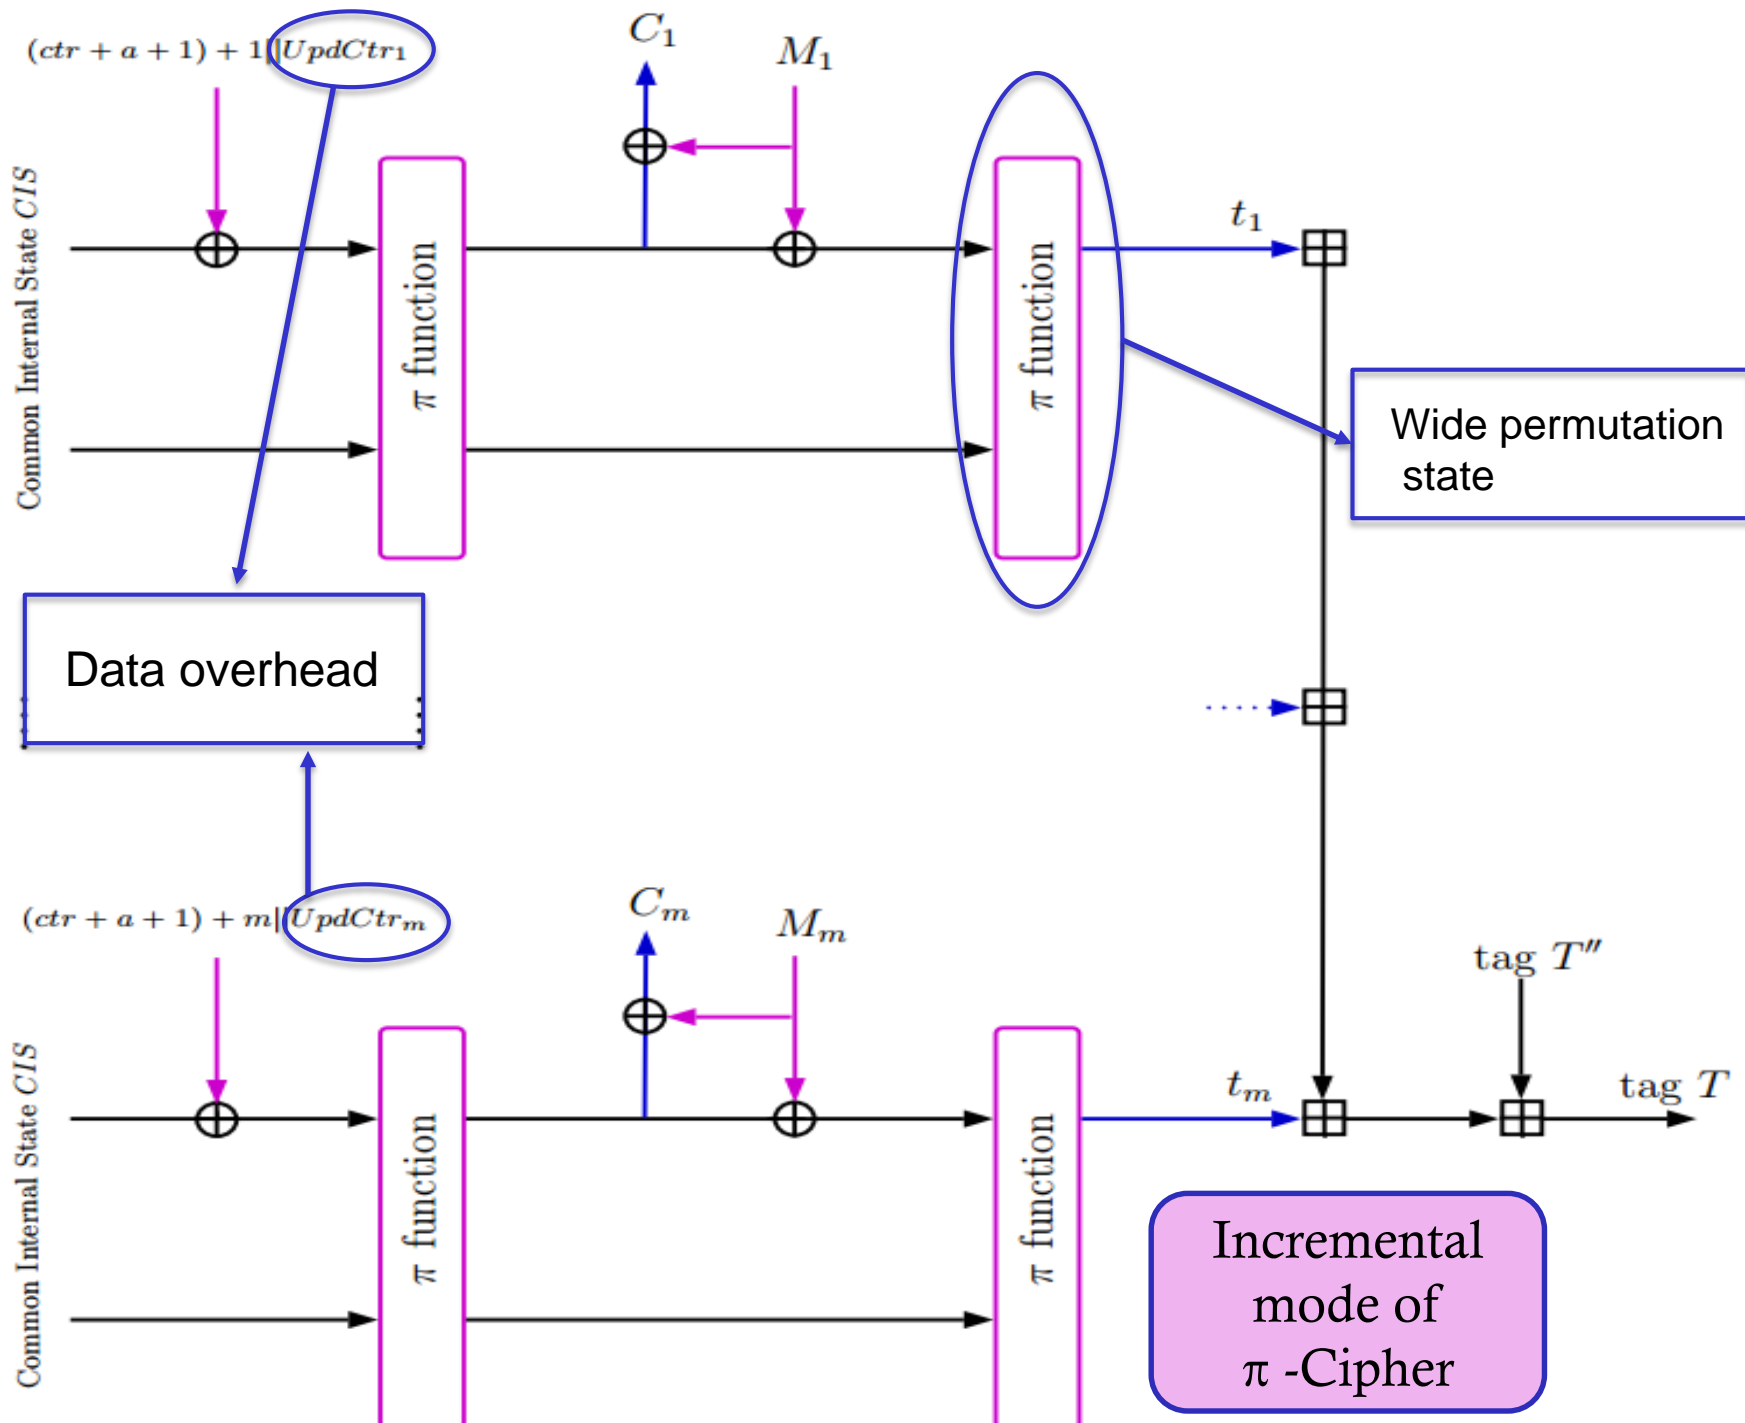 C₁
(ctr + a + 1) + 1||UpdCtr₁
M₁
Common Internal State CIS
π function
π function
t₁
Wide permutation
state
Data overhead
(ctr + a + 1) + m||UpdCtrₘ
Cₘ
Mₘ
tag T″
Common Internal State CIS
π function
π function
tₘ
tag T
Incremental
mode of
π -Cipher